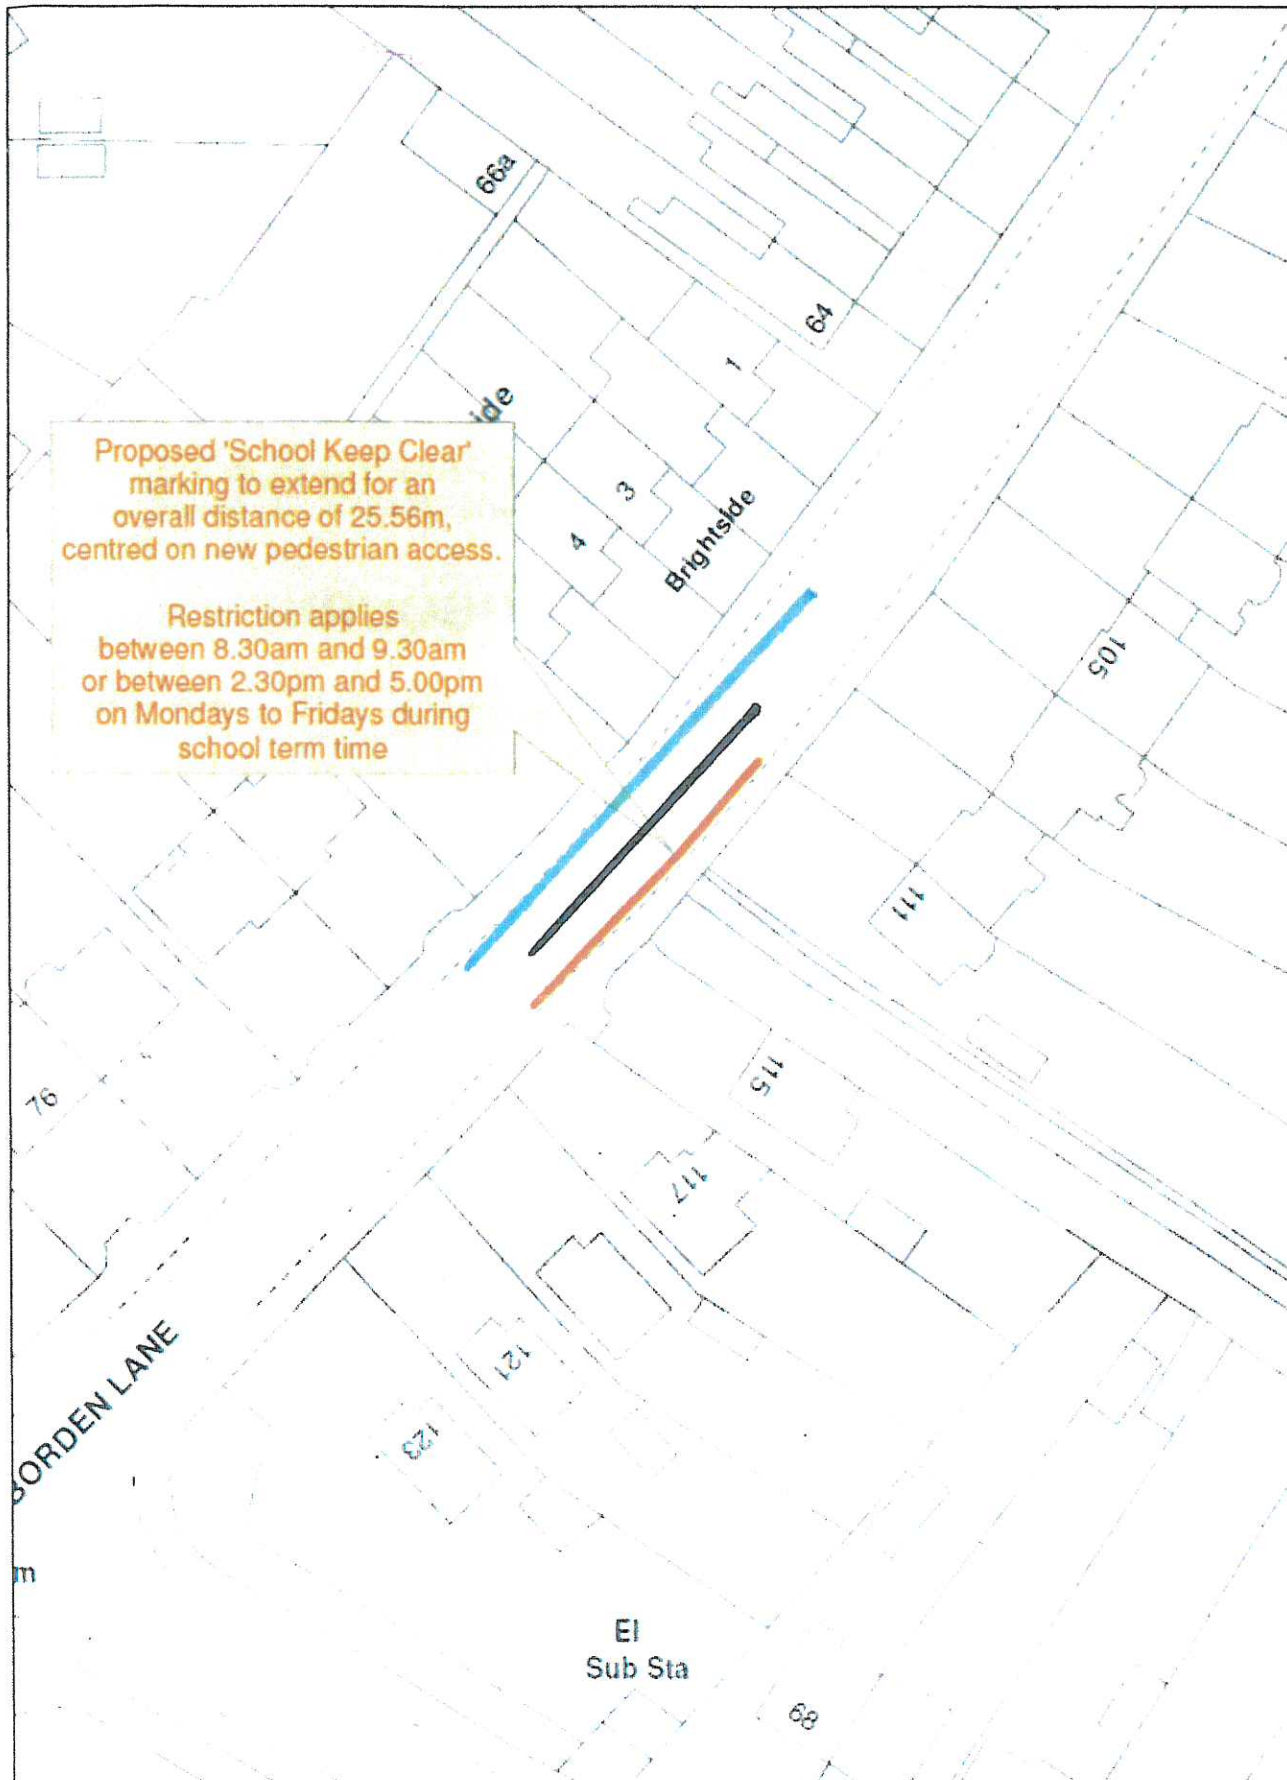 66a
64
1
ide
3
4
Brightside
Proposed 'School Keep Clear'
marking to extend for an
overall distance of 25.56m,
centred on new pedestrian access.
Restriction applies
between 8.30am and 9.30am
or between 2.30pm and 5.00pm
on Mondays to Fridays during
school term time
105
111
76
115
117
121
123
BORDEN LANE
m
El
Sub Sta
68